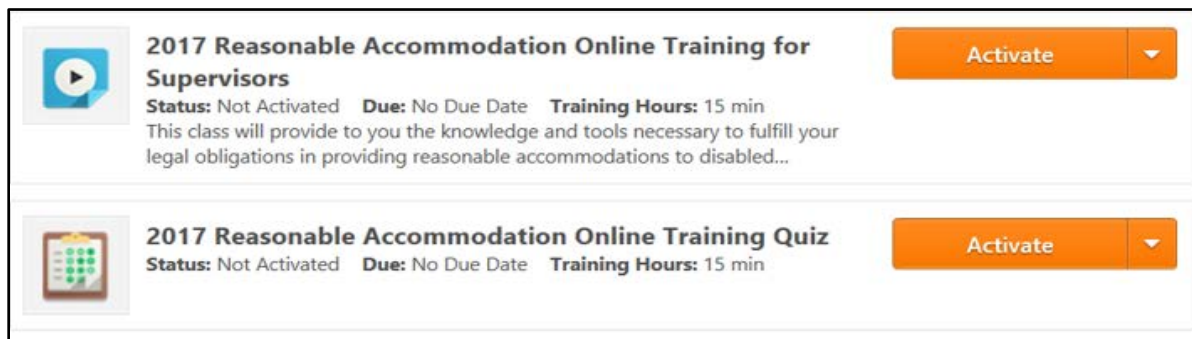 2017 Reasonable Accommodation Online Training for
Supervisors
Activate
Status: Not Activated Due: No Due Date Training Hours: 15 min
This class will provide to you the knowledge and tools necessary to fulfill your
legal obligations in providing reasonable accommodations to disabled...
2017 Reasonable Accommodation Online Training Quiz
Activate
Status: Not Activated Due: No Due Date Training Hours: 15 min